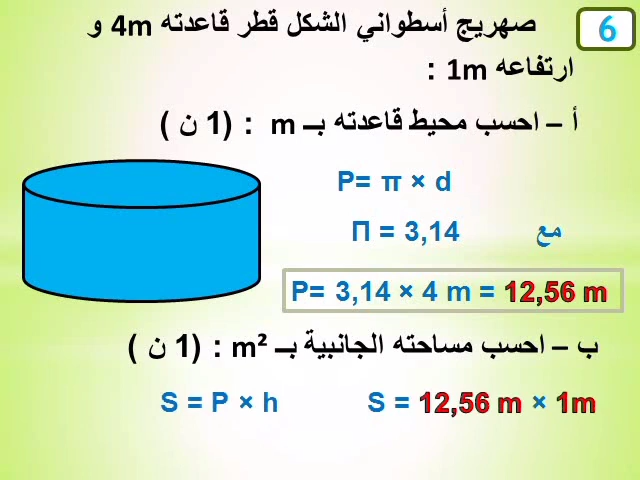 6
صهريج أسطواني الشكل قطر قاعدته 4m و
ارتفاعه 1m :
أ – احسب محيط قاعدته بـ m : (1 ن )
P= π × d
Π = 3,14 مع
P= 3,14 × 4 m = 12,56 m
ب – احسب مساحته الجانبية بـ m² : (1 ن )
S = P × h S = 12,56 m × 1m